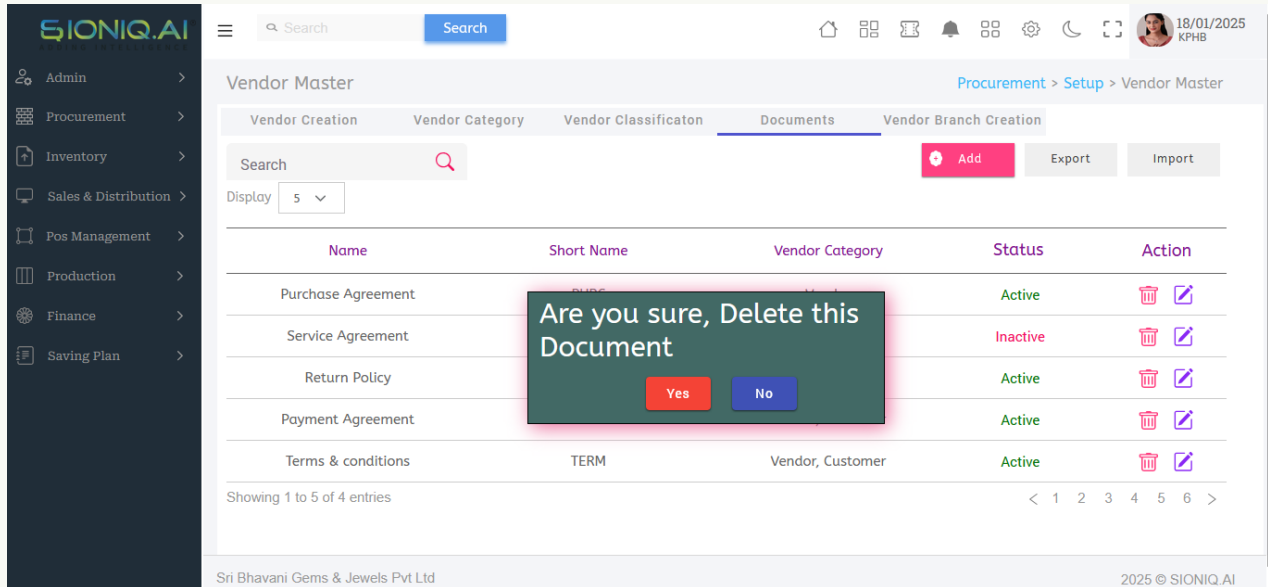 SIONIQ.AI
CODING INTELLIGENCE
Search
Search
18/01/2025
KPHB
Admin
Procurement
Inventory
Sales & Distribution
Pos Management
Production
Finance
Saving Plan
Vendor Master
Procurement > Setup > Vendor Master
Vendor Creation Vendor Category Vendor Classificaton Documents Vendor Branch Creation
Search
Add Export Import
Display 5
Name Short Name Vendor Category Status Action
Purchase Agreement Active
Service Agreement Inactive
Return Policy Active
Payment Agreement Active
Terms & conditions TERM Vendor, Customer Active
Are you sure, Delete this
Document
Yes No
Showing 1 to 5 of 4 entries
< 1 2 3 4 5 6 >
Sri Bhavani Gems & Jewels Pvt Ltd
2025 © SIONIQ.AI